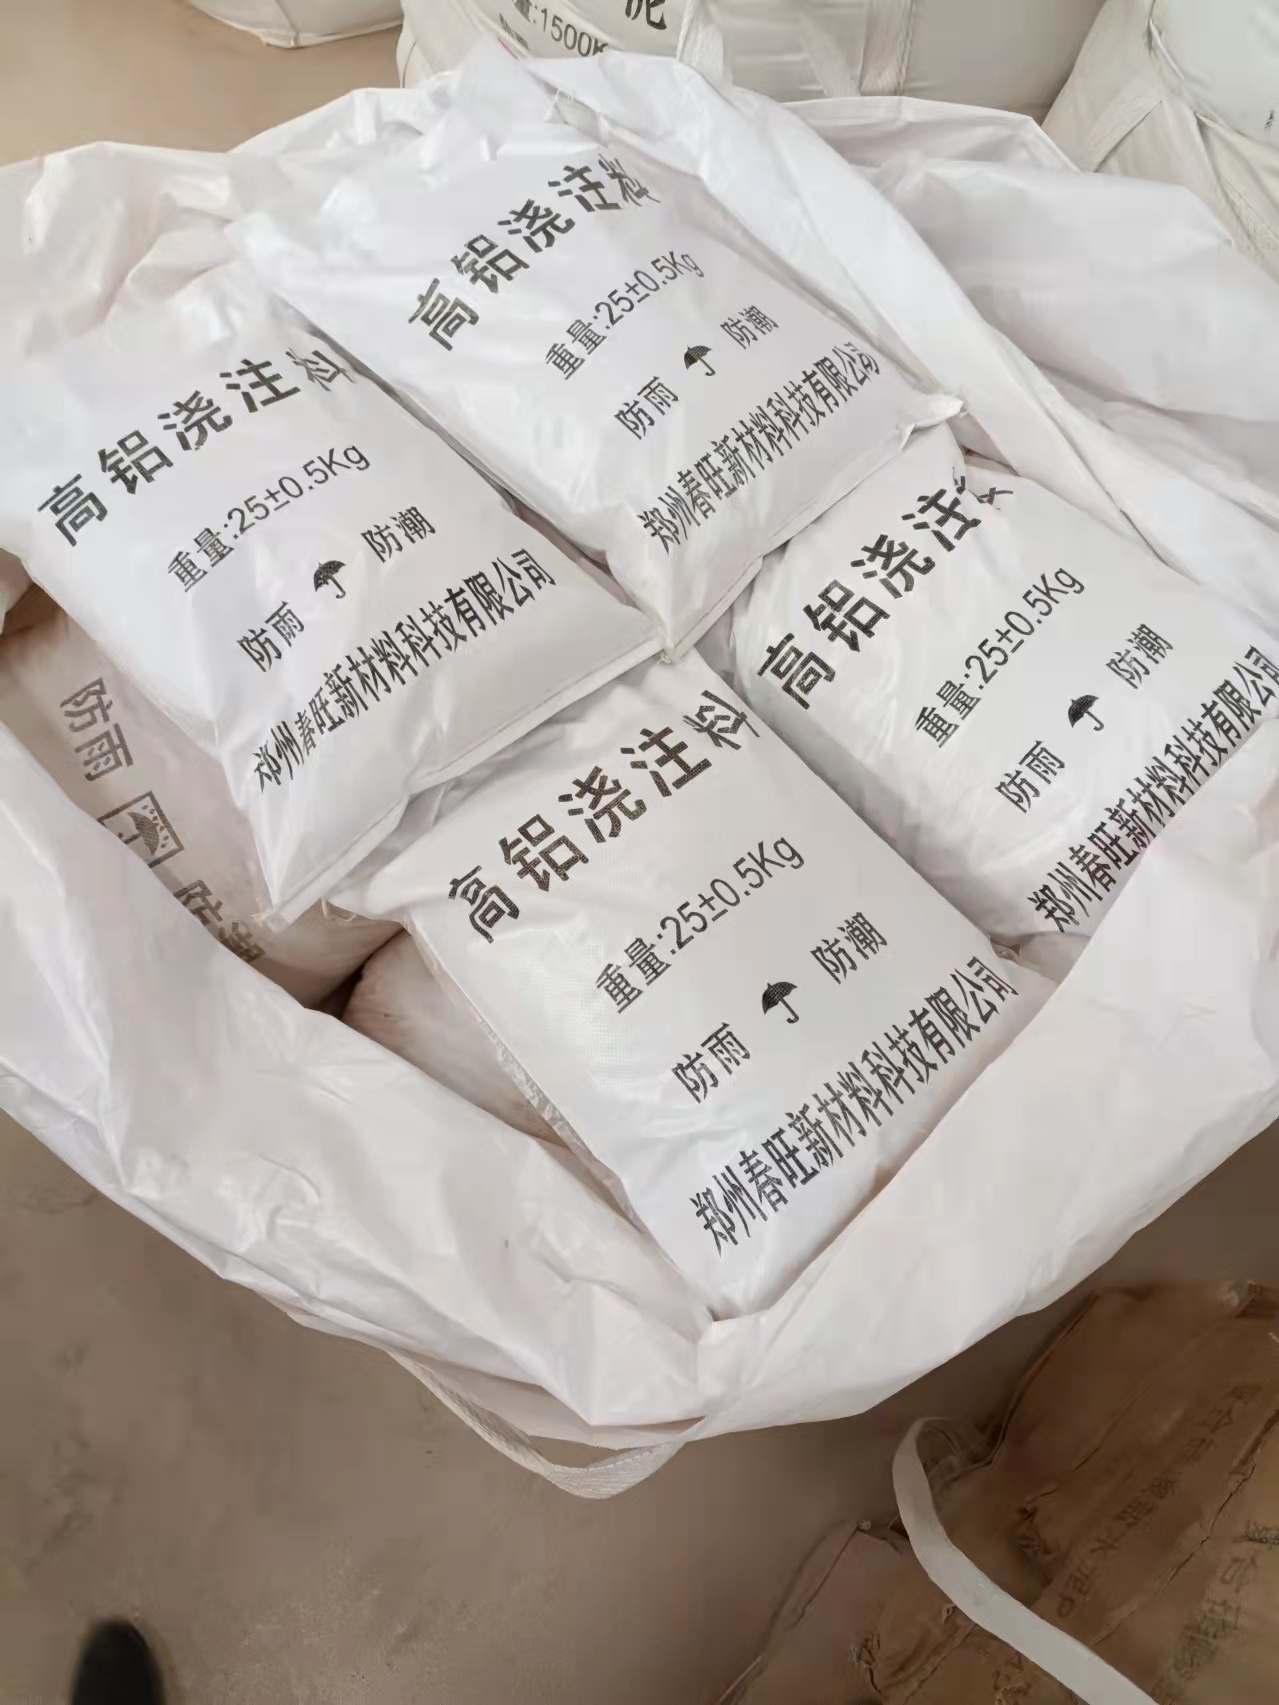 量:1500K
高铝浇注料
重量:25±0.5Kg
防雨 防潮
郑州春旺新材料科技有限公司
高铝浇注料
重量:25±0.5Kg
防雨 防潮
郑州春旺新材料科技有限公司
高铝浇注
重量:25±0.5Kg
防雨 防潮
郑州春旺新材料科技有限公司
高铝浇注料
重量:25±0.5Kg
防雨 防潮
郑州春旺新材料科技有限公司
防雨 防潮